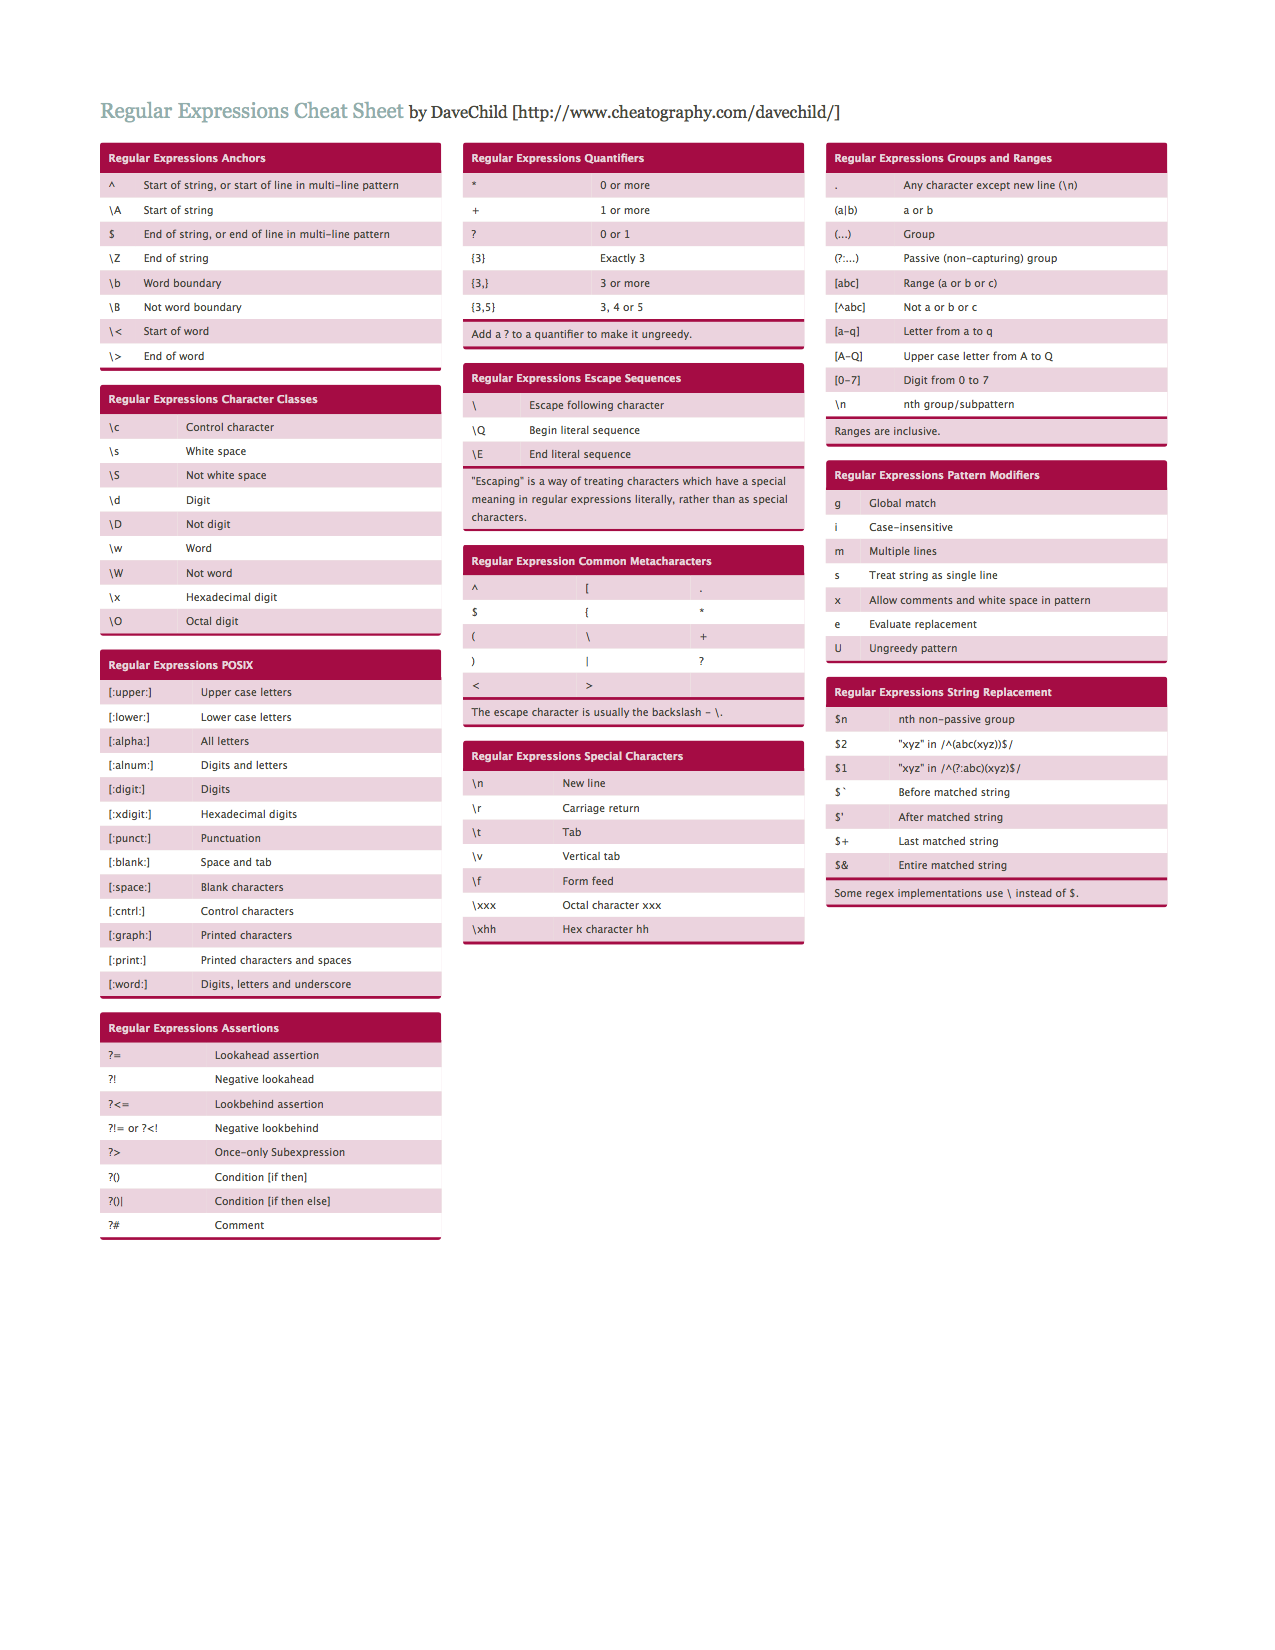 Regular Expressions Cheat Sheet by DaveChild [http://www.cheatography.com/davechild/]
Regular Expressions Anchors
^ Start of string, or start of line in multi-line pattern
\A Start of string
$ End of string, or end of line in multi-line pattern
\Z End of string
\b Word boundary
\B Not word boundary
\< Start of word
\> End of word
Regular Expressions Character Classes
\c Control character
\s White space
\S Not white space
\d Digit
\D Not digit
\w Word
\W Not word
\x Hexadecimal digit
\O Octal digit
Regular Expressions POSIX
[:upper:] Upper case letters
[:lower:] Lower case letters
[:alpha:] All letters
[:alnum:] Digits and letters
[:digit:] Digits
[:xdigit:] Hexadecimal digits
[:punct:] Punctuation
[:blank:] Space and tab
[:space:] Blank characters
[:cntrl:] Control characters
[:graph:] Printed characters
[:print:] Printed characters and spaces
[:word:] Digits, letters and underscore
Regular Expressions Assertions
?= Lookahead assertion
?! Negative lookahead
?<= Lookbehind assertion
?!= or ?<! Negative lookbehind
?> Once-only Subexpression
?() Condition [if then]
?()| Condition [if then else]
?# Comment
Regular Expressions Quantifiers
* 0 or more
+ 1 or more
? 0 or 1
{3} Exactly 3
{3,} 3 or more
{3,5} 3, 4 or 5
Add a ? to a quantifier to make it ungreedy.
Regular Expressions Escape Sequences
\ Escape following character
\Q Begin literal sequence
\E End literal sequence
"Escaping" is a way of treating characters which have a special
meaning in regular expressions literally, rather than as special
characters.
Regular Expression Common Metacharacters
^ [ .
$ { *
( \ +
) | ?
< >
The escape character is usually the backslash - \.
Regular Expressions Special Characters
\n New line
\r Carriage return
\t Tab
\v Vertical tab
\f Form feed
\xxx Octal character xxx
\xhh Hex character hh
Regular Expressions Groups and Ranges
. Any character except new line (\n)
(a|b) a or b
(...) Group
(?:...) Passive (non-capturing) group
[abc] Range (a or b or c)
[^abc] Not a or b or c
[a-q] Letter from a to q
[A-Q] Upper case letter from A to Q
[0-7] Digit from 0 to 7
\n nth group/subpattern
Ranges are inclusive.
Regular Expressions Pattern Modifiers
g Global match
i Case-insensitive
m Multiple lines
s Treat string as single line
x Allow comments and white space in pattern
e Evaluate replacement
U Ungreedy pattern
Regular Expressions String Replacement
$n nth non-passive group
$2 "xyz" in /^(abc(xyz))$/
$1 "xyz" in /^(?:abc)(xyz)$/
$` Before matched string
$' After matched string
$+ Last matched string
$& Entire matched string
Some regex implementations use \ instead of $.